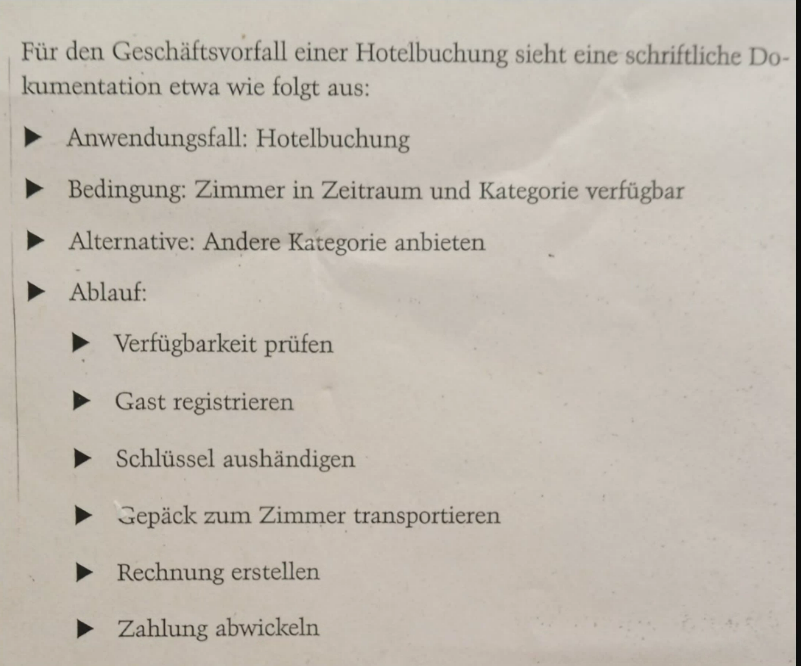 Für den Geschäftsvorfall einer Hotelbuchung sieht eine schriftliche Do-
kumentation etwa wie folgt aus:
▶ Anwendungsfall: Hotelbuchung
▶ Bedingung: Zimmer in Zeitraum und Kategorie verfügbar
▶ Alternative: Andere Kategorie anbieten
▶ Ablauf:
▶ Verfügbarkeit prüfen
▶ Gast registrieren
▶ Schlüssel aushändigen
▶ Gepäck zum Zimmer transportieren
▶ Rechnung erstellen
▶ Zahlung abwickeln